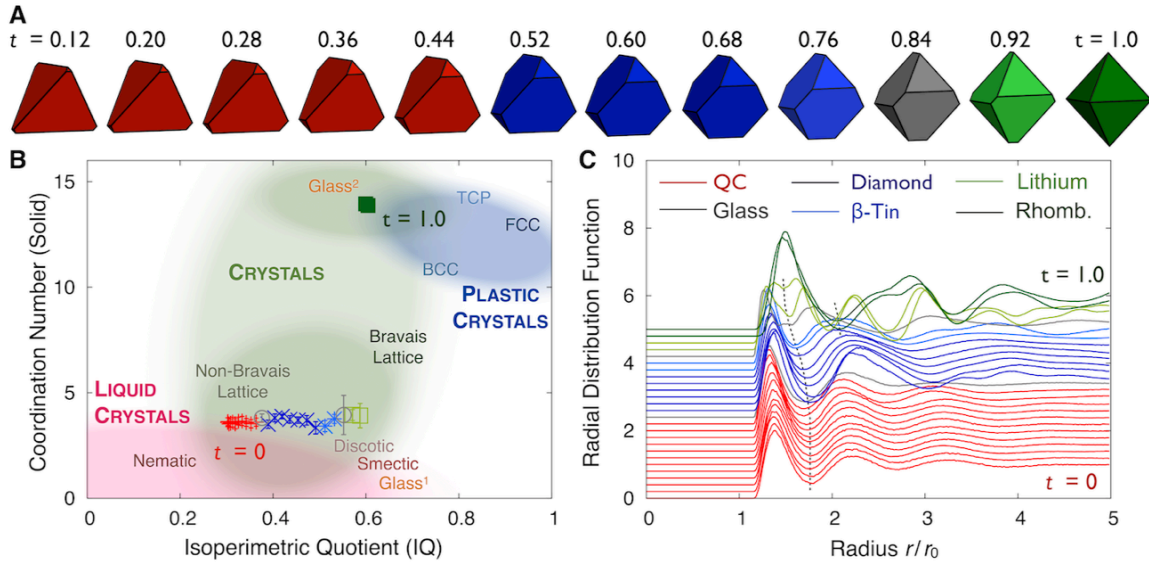 A
t = 0.12 0.20 0.28 0.36 0.44 0.52 0.60 0.68 0.76 0.84 0.92 t = 1.0
B
Coordination Number (Solid)
15
10
5
0
Glass²
TCP
t = 1.0
FCC
CRYSTALS
BCC
PLASTIC
CRYSTALS
Bravais
Lattice
Non-Bravais
Lattice
LIQUID
CRYSTALS
t = 0
Discotic
Nematic
Smectic
Glass¹
0 0.2 0.4 0.6 0.8 1
Isoperimetric Quotient (IQ)
C
Radial Distribution Function
10
8
6
4
2
0
QC Diamond Lithium
Glass β-Tin Rhomb.
t = 1.0
t = 0
0 1 2 3 4 5
Radius r/r₀